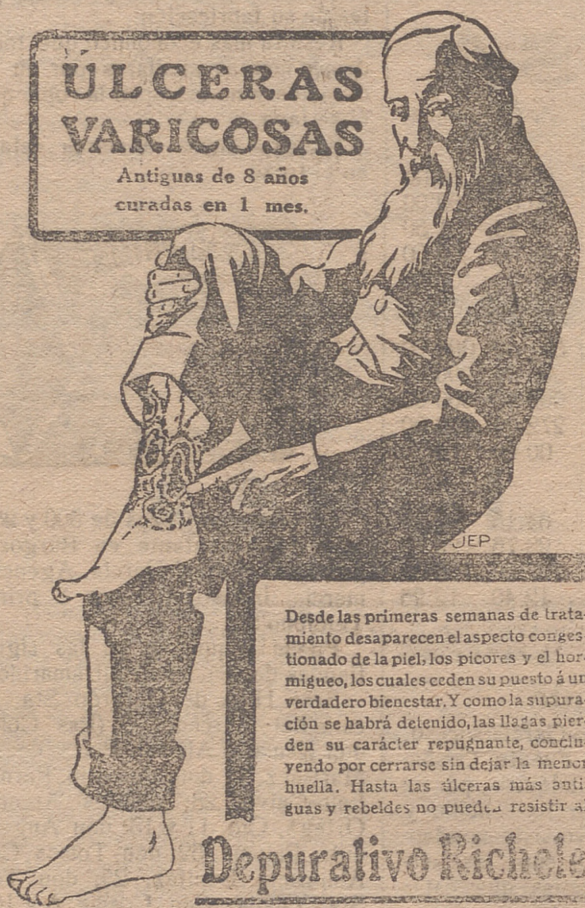 ÚLCERAS
VARICOSAS
Antiguas de 8 años
curadas en 1 mes.
JEP
Desde las primeras semanas de trata-
miento desaparecen el aspecto conges-
tionado de la piel, los picores y el hor-
migueo, los cuales ceden su puesto á un
verdadero bienestar. Y como la supura-
ción se habrá detenido, las llagas pier-
den su carácter repugnante, conclu-
yendo por cerrarse sin dejar la menor
huella. Hasta las úlceras más anti-
guas y rebeldes no resistir al
Depurativo Richele